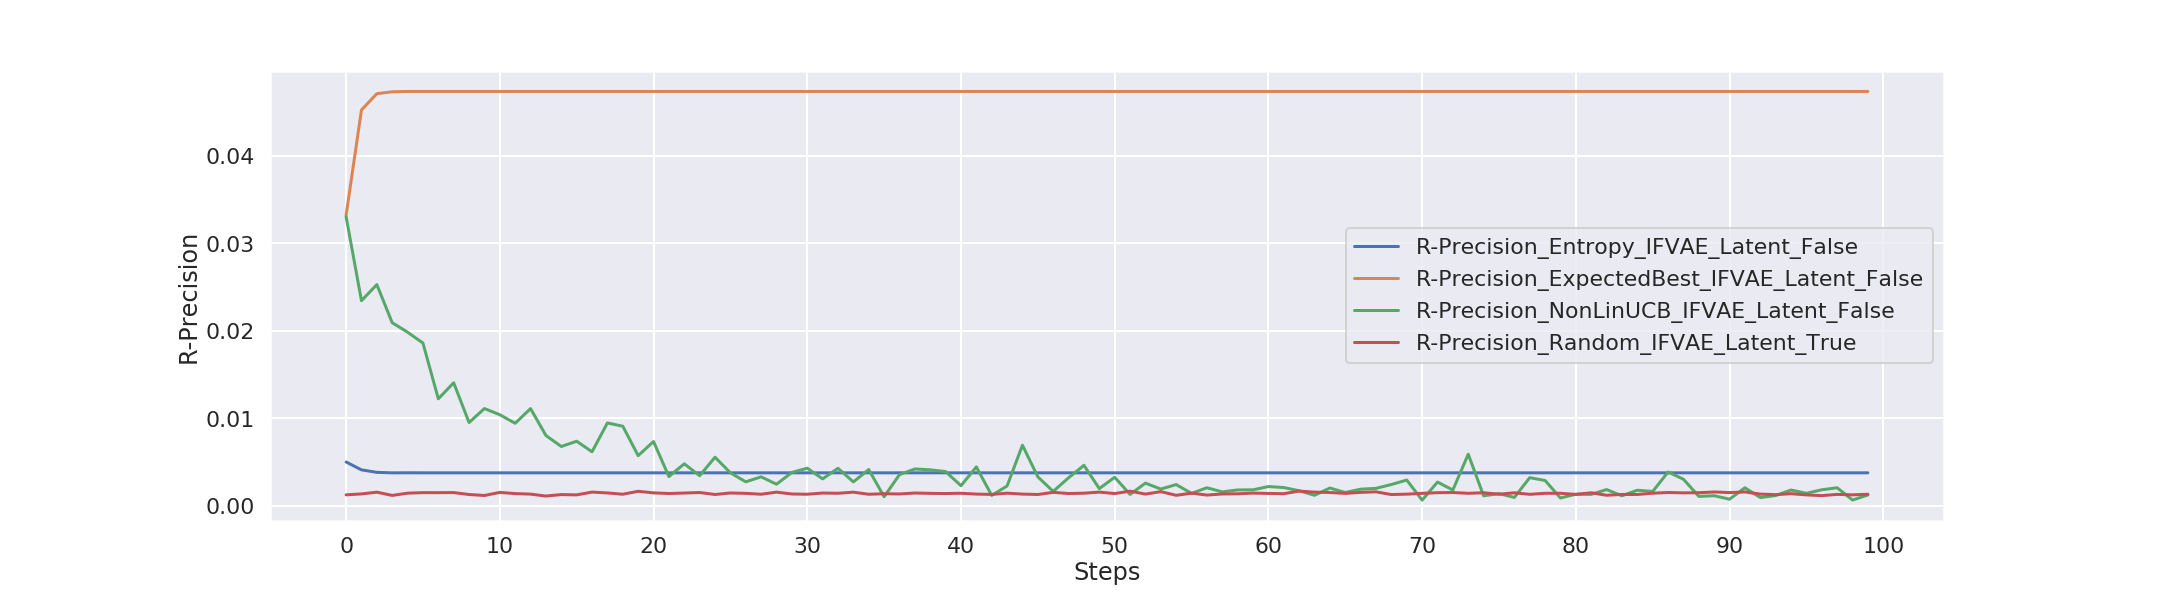 0.04
0.03
0.02
0.01
0.00
R-Precision
R-Precision_Entropy_IFVAE_Latent_False
R-Precision_ExpectedBest_IFVAE_Latent_False
R-Precision_NonLinUCB_IFVAE_Latent_False
R-Precision_Random_IFVAE_Latent_True
0 10 20 30 40 50 60 70 80 90 100
Steps